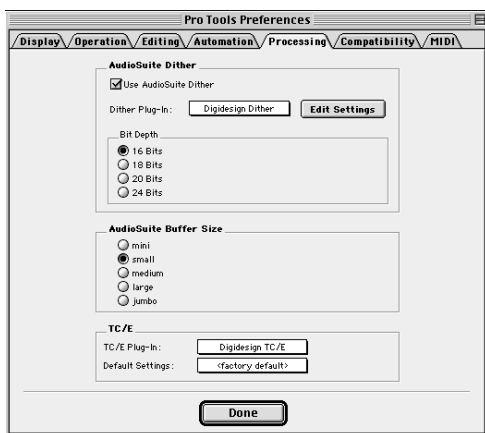 Pro Tools Preferences
Display Operation Editing Automation Processing Compatibility MIDI
AudioSuite Dither
Use AudioSuite Dither
Dither Plug-In: Digidesign Dither Edit Settings
Bit Depth
16 Bits
18 Bits
20 Bits
24 Bits
AudioSuite Buffer Size
mini
small
medium
large
jumbo
TC/E
TC/E Plug-In: Digidesign TC/E
Default Settings: <factory default>
Done